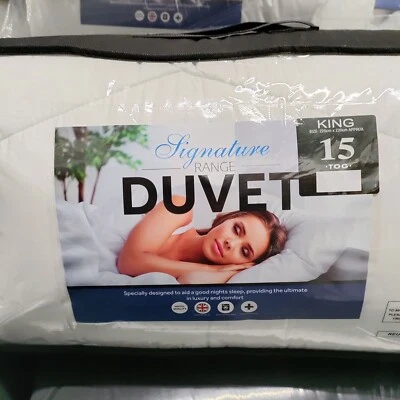 KING
15
TOG
Signature
RANGE
DUVET
Specially designed to aid a good nights sleep, providing the ultimate
in luxury and comfort